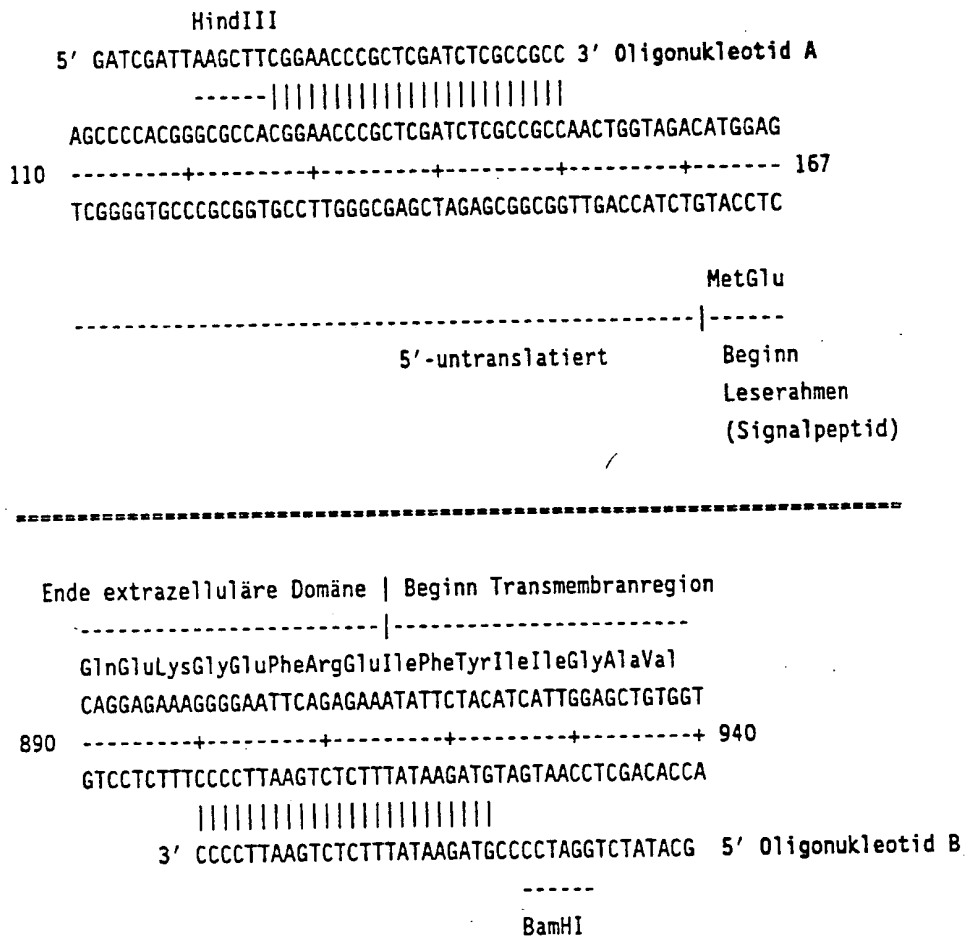 HindIII
5′ GATCGATTAAGCTTCGGAACCCGCTCGATCTCGCCGCC 3′ Oligonukleotid A
------||||||||||||||||||||||||
AGCCCCACGGGCGCCACGGAACCCGCTCGATCTCGCCGCCAACTGGTAGACATGGAG
110 ---------+---------+---------+---------+---------+------- 167
TCGGGGTGCCCGCGGTGCCTTGGGCGAGCTAGAGCGGCGGTTGACCATCTGTACCTC
MetGlu
--------------------------------------------------|------
5′-untranslatiert Beginn
Leserahmen
(Signalpeptid)
=======================================================================
Ende extrazelluläre Domäne | Beginn Transmembranregion
------------------------|------------------------
GlnGluLysGlyGluPheArgGluIlePheTyrIleIleGlyAlaVal
CAGGAGAAAGGGGAATTCAGAGAAATATTCTACATCATTGGAGCTGTGGT
890 ---------+---------+---------+---------+---------+ 940
GTCCTCTTTCCCCTTAAGTCTCTTTATAAGATGTAGTAACCTCGACACCA
||||||||||||||||||||||||
3′ CCCCTTAAGTCTCTTTATAAGATGCCCCTAGGTCTATACG 5′ Oligonukleotid B
------
BamHI